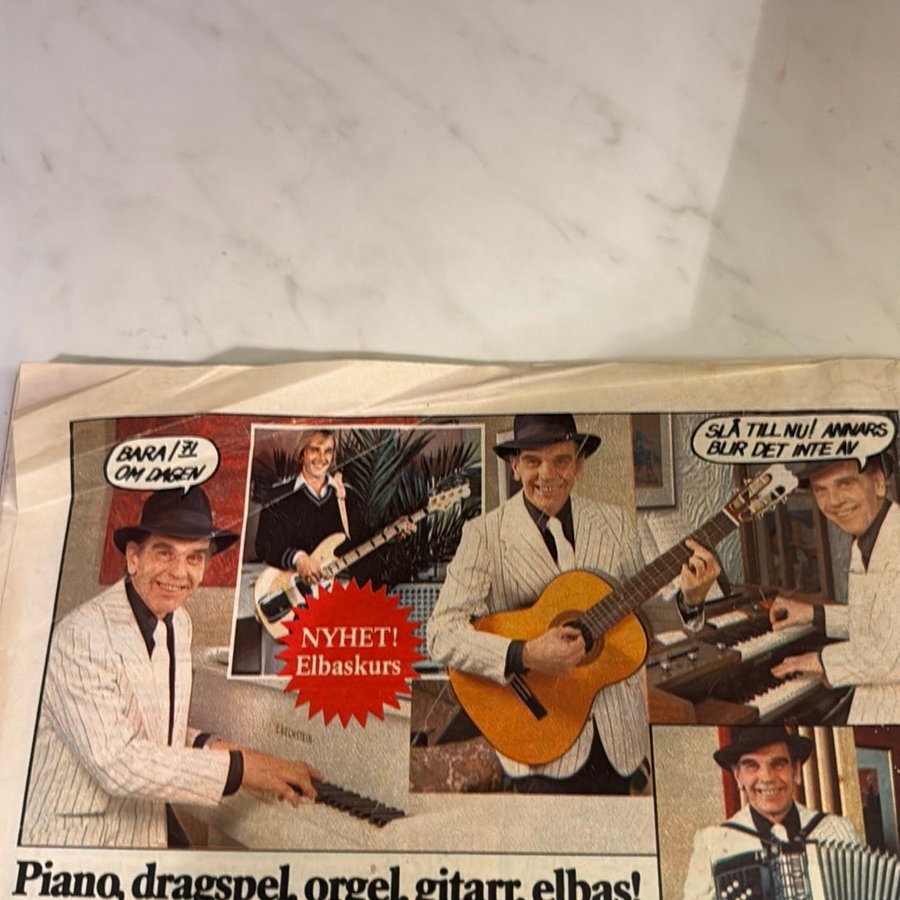 BARA 1 71
OM DAGEN
SLÅ TILL NU! ANNARS
BLIR DET INTE AV
NYHET!
Elbaskurs
C.BECHSTEIN
Piano, dragspel, orgel, gitarr, elbas!